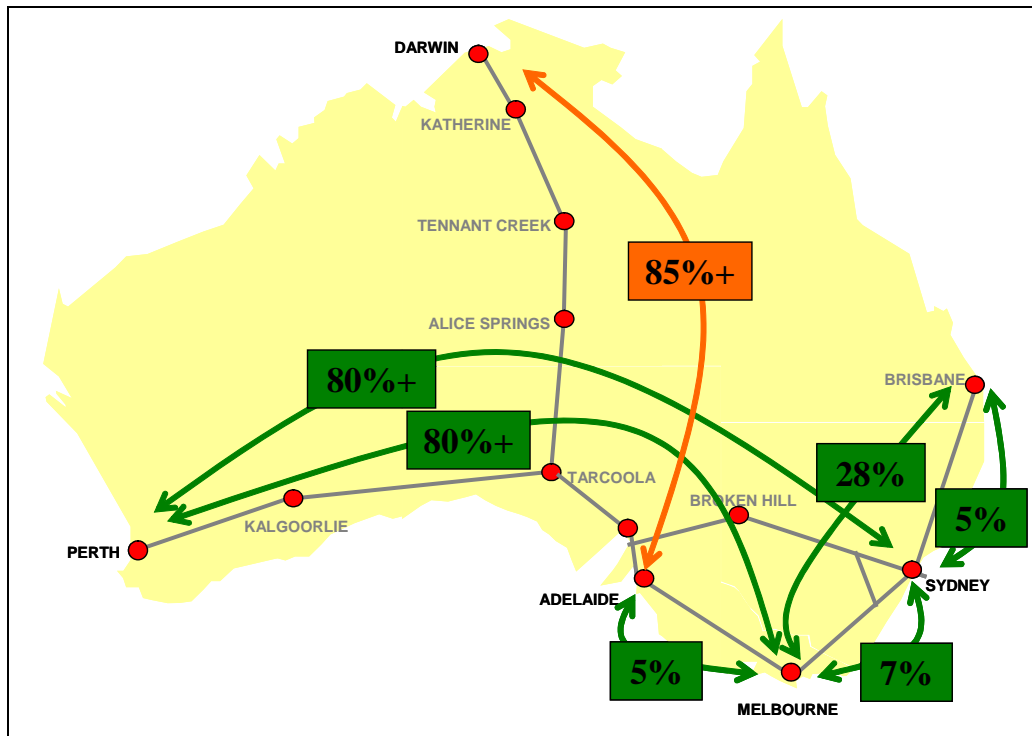 DARWIN
KATHERINE
TENNANT CREEK
85%+
ALICE SPRINGS
80%+
BRISBANE
80%+
28%
TARCOOLA
BROKEN HILL
5%
KALGOORLIE
PERTH
SYDNEY
ADELAIDE
5%
7%
MELBOURNE